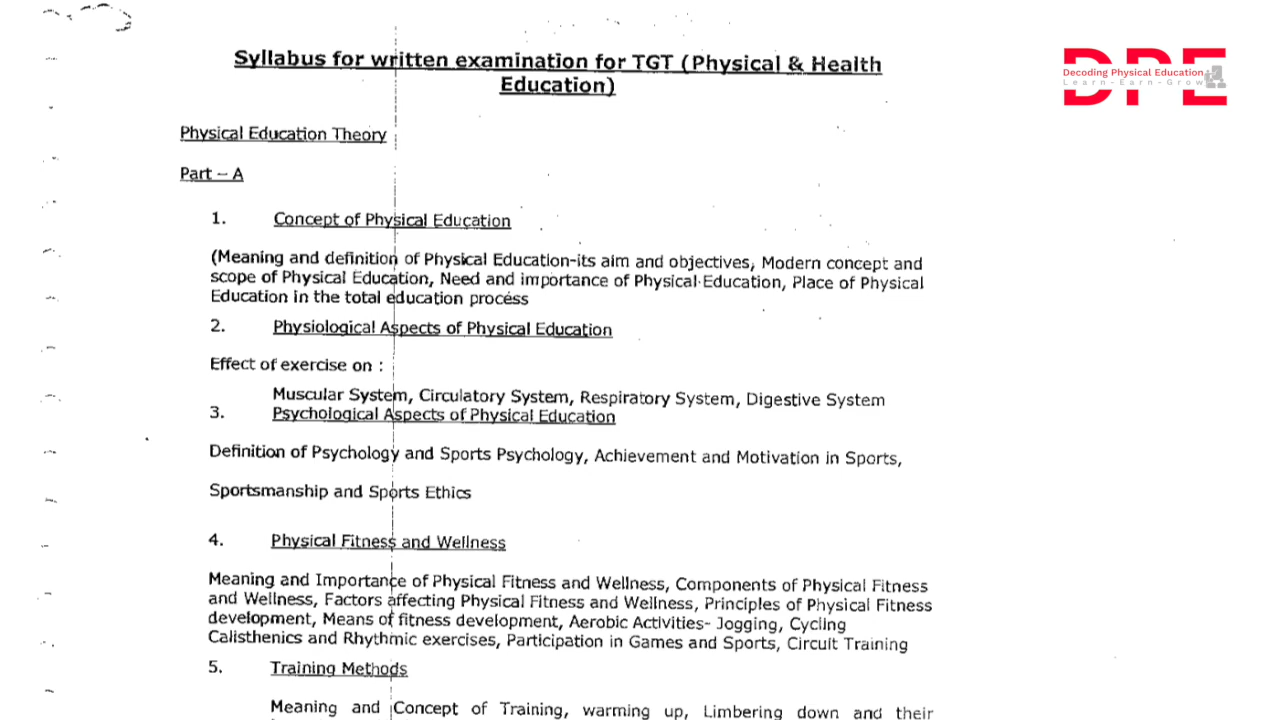 Syllabus for written examination for TGT (Physical & Health
Education)
DPE
Decoding Physical Education
Learn-Earn-Grow
Physical Education Theory
Part – A
1. Concept of Physical Education
(Meaning and definition of Physical Education-its aim and objectives, Modern concept and
scope of Physical Education, Need and importance of Physical Education, Place of Physical
Education in the total education process
2. Physiological Aspects of Physical Education
Effect of exercise on :
Muscular System, Circulatory System, Respiratory System, Digestive System
3. Psychological Aspects of Physical Education
Definition of Psychology and Sports Psychology, Achievement and Motivation in Sports,
Sportsmanship and Sports Ethics
4. Physical Fitness and Wellness
Meaning and Importance of Physical Fitness and Wellness, Components of Physical Fitness
and Wellness, Factors affecting Physical Fitness and Wellness, Principles of Physical Fitness
development, Means of fitness development, Aerobic Activities- Jogging, Cycling
Calisthenics and Rhythmic exercises, Participation in Games and Sports, Circuit Training
5. Training Methods
Meaning and Concept of Training, warming up, Limbering down and their